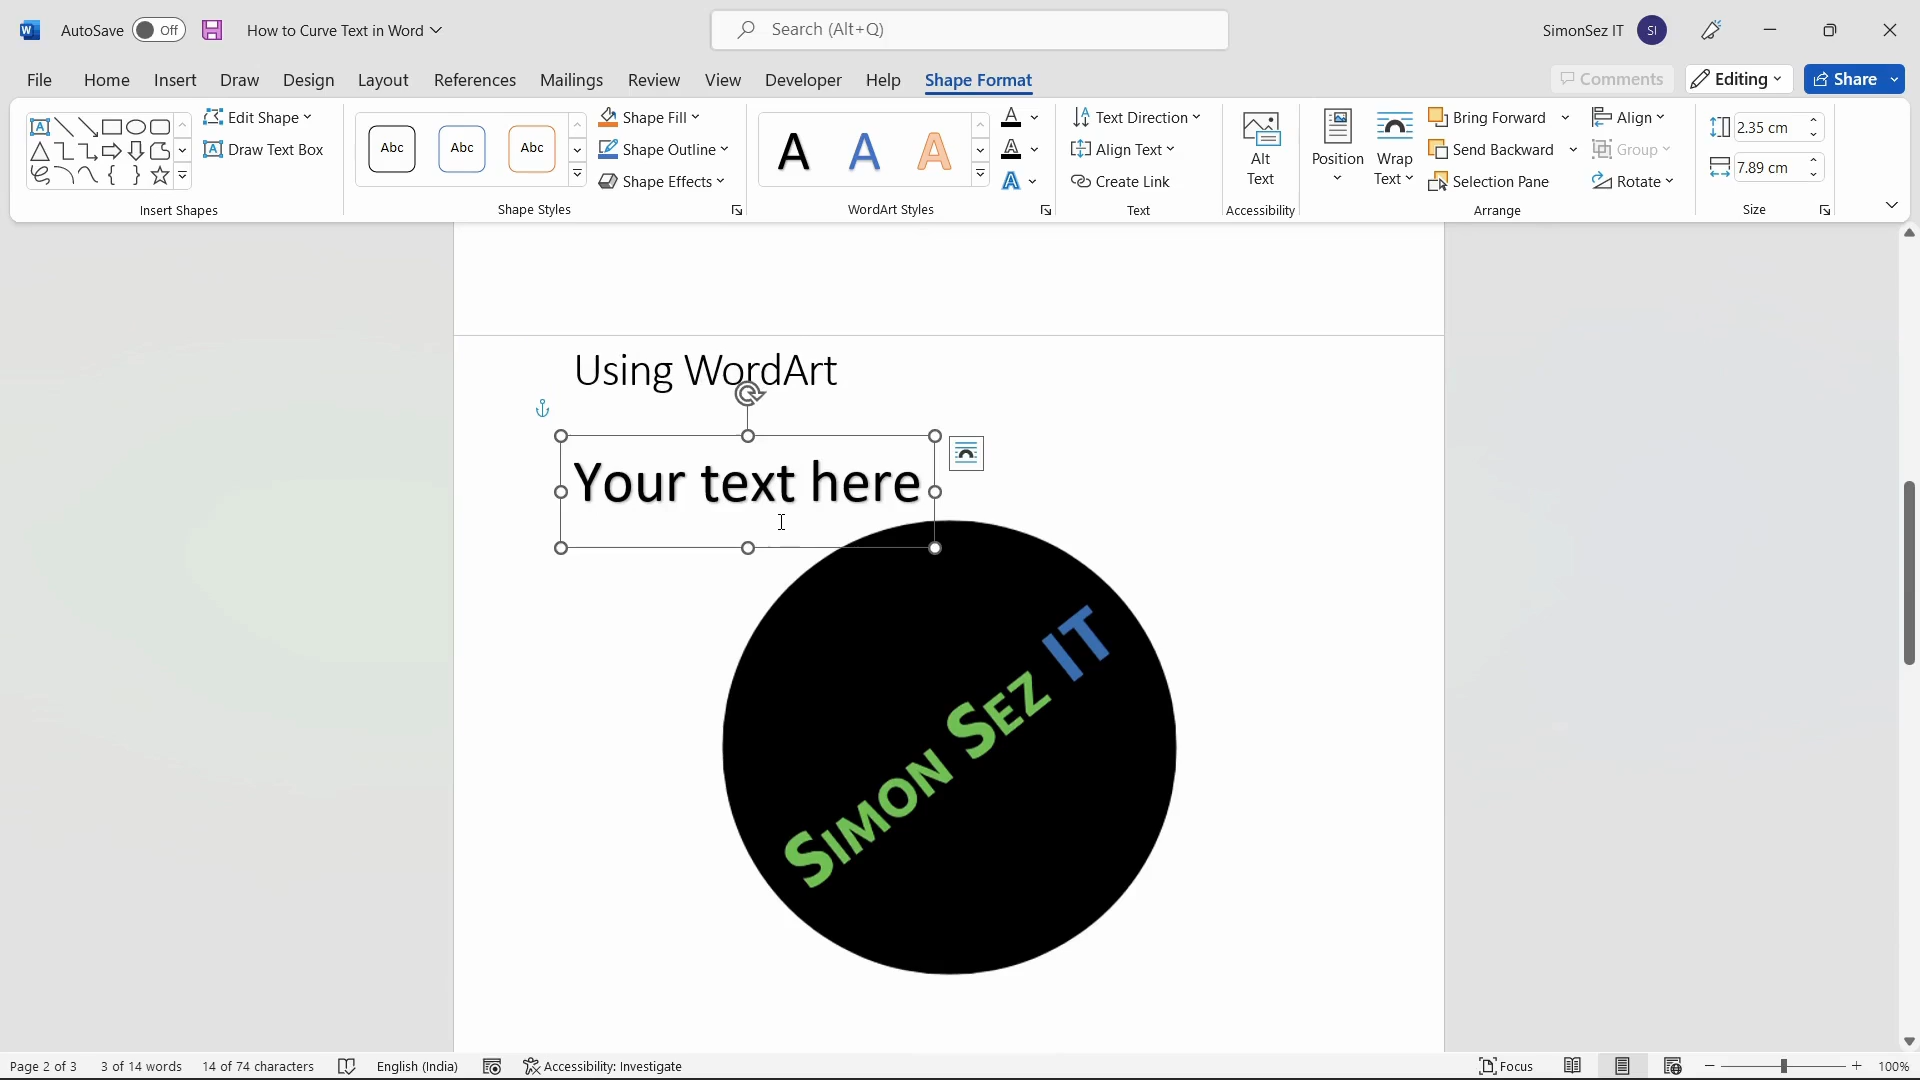 AutoSave Off How to Curve Text in Word Search (Alt+Q) SimonSez IT SI
File Home Insert Draw Design Layout References Mailings Review View Developer Help Shape Format Comments Editing Share
Edit Shape
Draw Text Box
Insert Shapes
Abc Abc Abc
Shape Fill
Shape Outline
Shape Effects
Shape Styles
A A A
WordArt Styles
Text Direction
Align Text
Create Link
Text
Alt
Text
Accessibility
Position
Wrap
Text
Bring Forward
Send Backward
Selection Pane
Align
Group
Rotate
Arrange
2.35 cm
7.89 cm
Size
Using WordArt
Your text here
SIMON SEZ IT
Page 2 of 3 3 of 14 words 14 of 74 characters English (India) Accessibility: Investigate Focus 100%